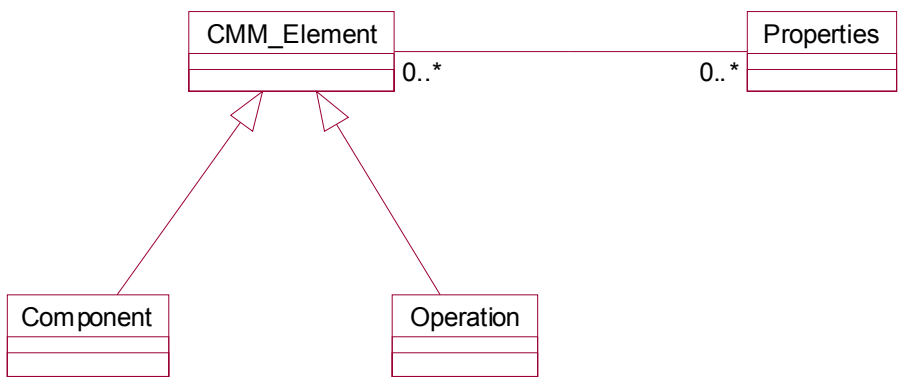 CMM_Element
Properties
0..*
0..*
Component
Operation